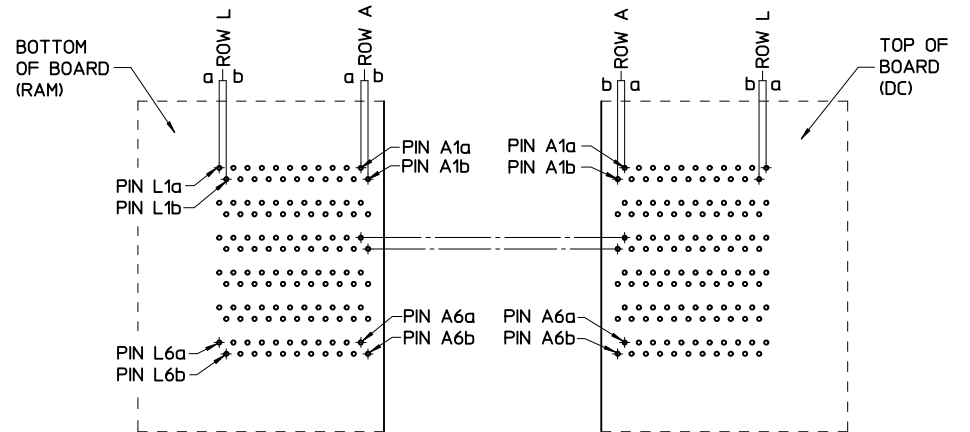 ROW L
ROW A
ROW A
ROW L
BOTTOM
OF BOARD
(RAM)
TOP OF
BOARD
(DC)
a b
a b
b a
b a
PIN A1a
PIN A1b
PIN A1a
PIN A1b
PIN L1a
PIN L1b
PIN A6a
PIN A6b
PIN A6a
PIN A6b
PIN L6a
PIN L6b